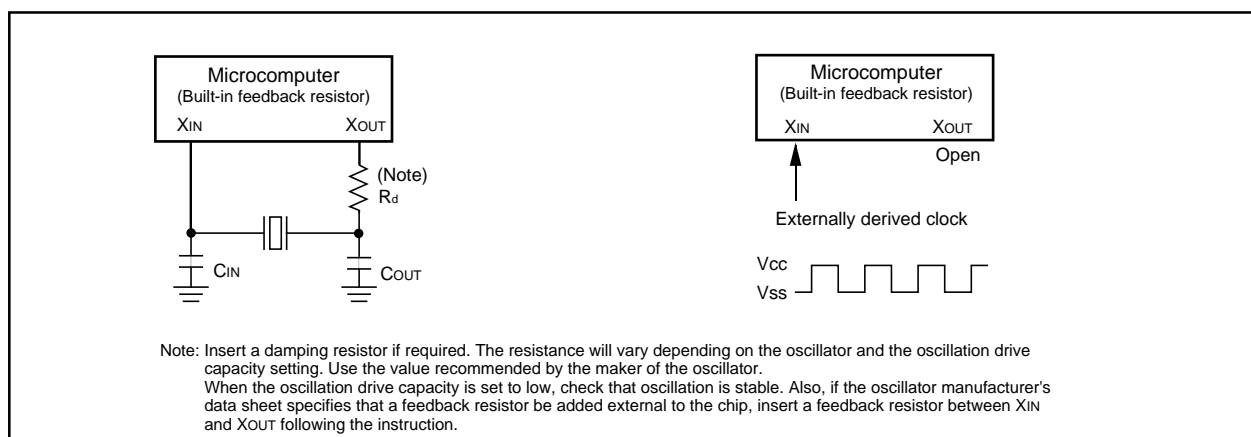 Microcomputer
(Built-in feedback resistor)
XIN XOUT
(Note)
Rd
CIN
COUT
Microcomputer
(Built-in feedback resistor)
XIN XOUT
Open
Externally derived clock
Vcc
Vss
Note: Insert a damping resistor if required. The resistance will vary depending on the oscillator and the oscillation drive
capacity setting. Use the value recommended by the maker of the oscillator.
When the oscillation drive capacity is set to low, check that oscillation is stable. Also, if the oscillator manufacturer's
data sheet specifies that a feedback resistor be added external to the chip, insert a feedback resistor between XIN
and XOUT following the instruction.